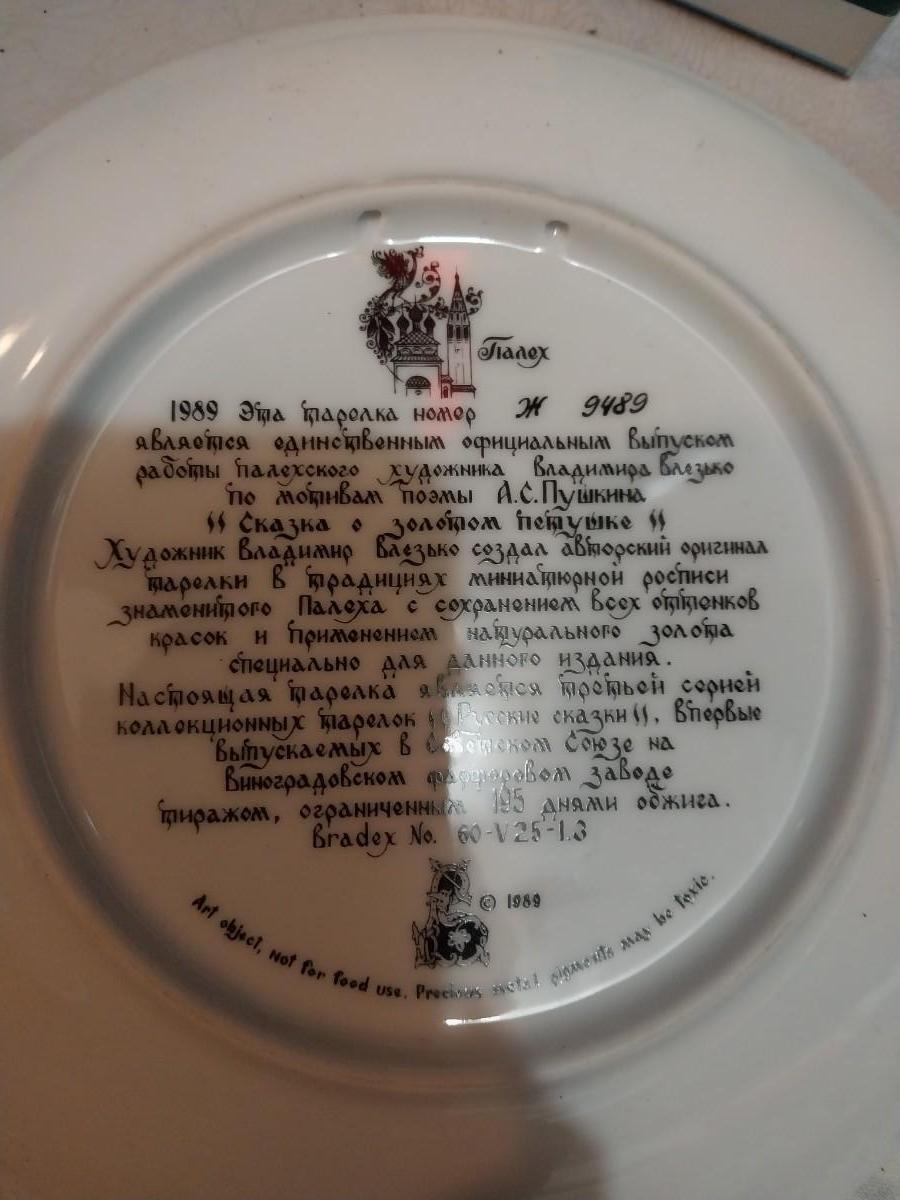 Палех
1989 Эта тарелка номер Ж 9489
является единственным официальным выпуском
работы палехского художника Владимира Влезько
по мотивам поэмы А.С.Пушкина
"Сказка о золотом петушке"
Художник Владимир Влезько создал авторский оригинал
тарелки в традициях миниатюрной росписи
знаменитого Палеха с сохранением всех оттенков
красок и применением натурального золота
специально для данного издания.
Настоящая тарелка является третьей серией
коллекционных тарелок "Русские сказки", впервые
выпускаемых в Советском Союзе на
Виноградовском фарфоровом заводе
тиражом, ограниченным 195 днями обжига.
Bradex No. 60-V25-1.3
© 1989
Art object, Not for food use. Precious metal pigments may be toxic.